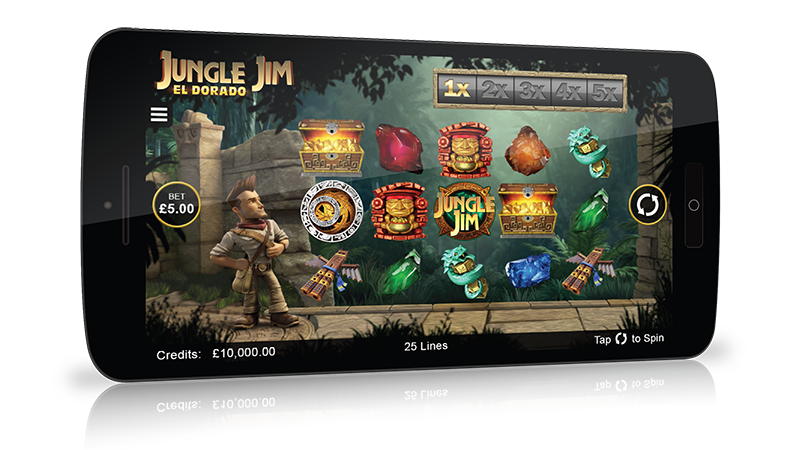 JUNGLE JIM
EL DORADO
1x 2x 3x 4x 5x
BET
£5.00
JUNGLE
JIM
Credits: £10,000.00
25 Lines
Tap to Spin